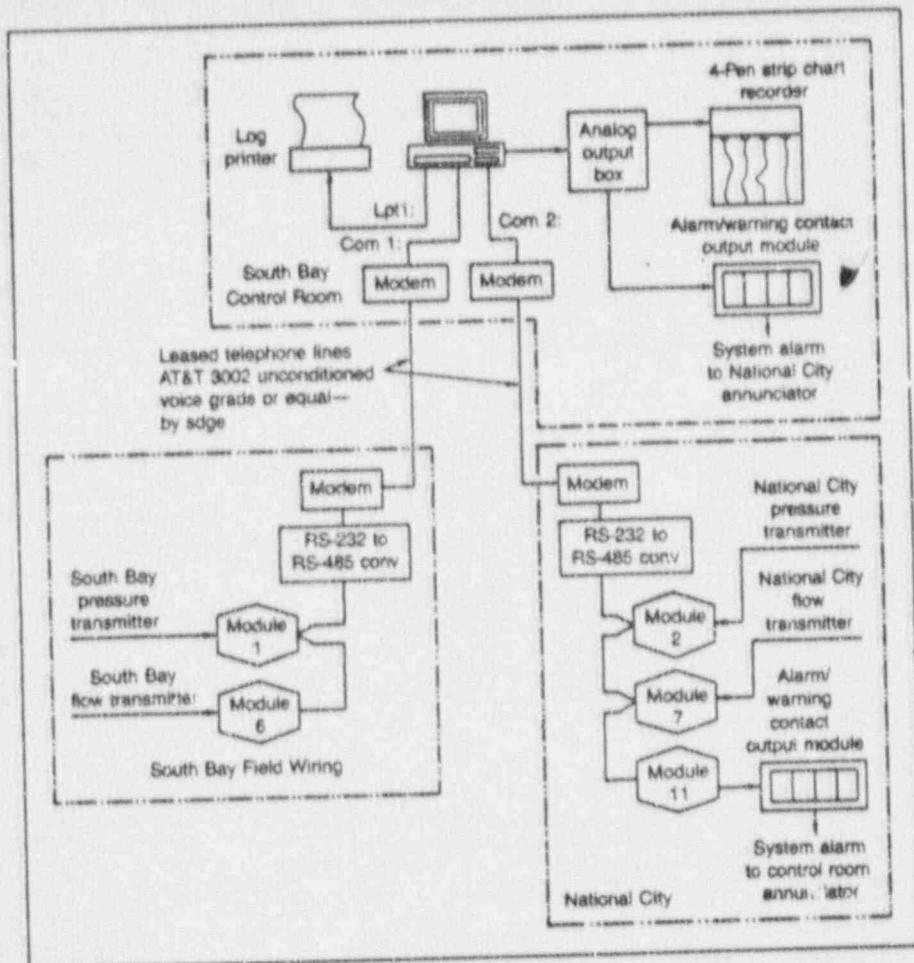 4-Pen strip chart
recorder
Log
printer
Analog
output
box
Lpt1:
Com 1:
Com 2:
Alarm/warning contact
output module
South Bay
Control Room
Modem
Modem
System alarm
to National City
annunciator
Leased telephone lines
AT&T 3002 unconditioned
voice grade or equal—
by sdge
Modem
RS-232 to
RS-485 conv
South Bay
pressure
transmitter
Module
1
South Bay
flow transmitter
Module
6
South Bay Field Wiring
Modem
RS-232 to
RS-485 conv
National City
pressure
transmitter
Module
2
National City
flow
transmitter
Module
7
Alarm/
warning
contact
output module
Module
11
System alarm
to control room
National City